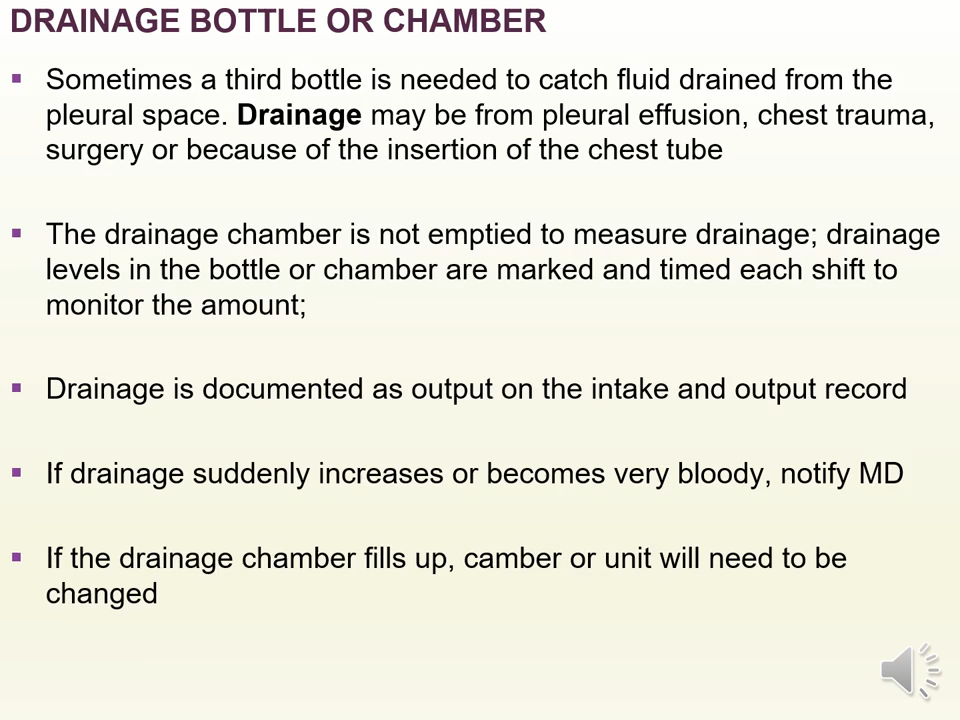 DRAINAGE BOTTLE OR CHAMBER
▪ Sometimes a third bottle is needed to catch fluid drained from the
pleural space. Drainage may be from pleural effusion, chest trauma,
surgery or because of the insertion of the chest tube
▪ The drainage chamber is not emptied to measure drainage; drainage
levels in the bottle or chamber are marked and timed each shift to
monitor the amount;
▪ Drainage is documented as output on the intake and output record
▪ If drainage suddenly increases or becomes very bloody, notify MD
▪ If the drainage chamber fills up, camber or unit will need to be
changed